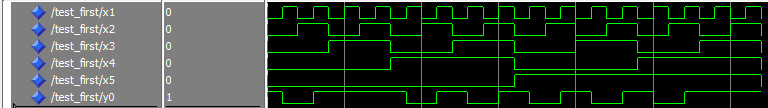 /test_first/x1 0
/test_first/x2 0
/test_first/x3 0
/test_first/x4 0
/test_first/x5 0
/test_first/y0 1